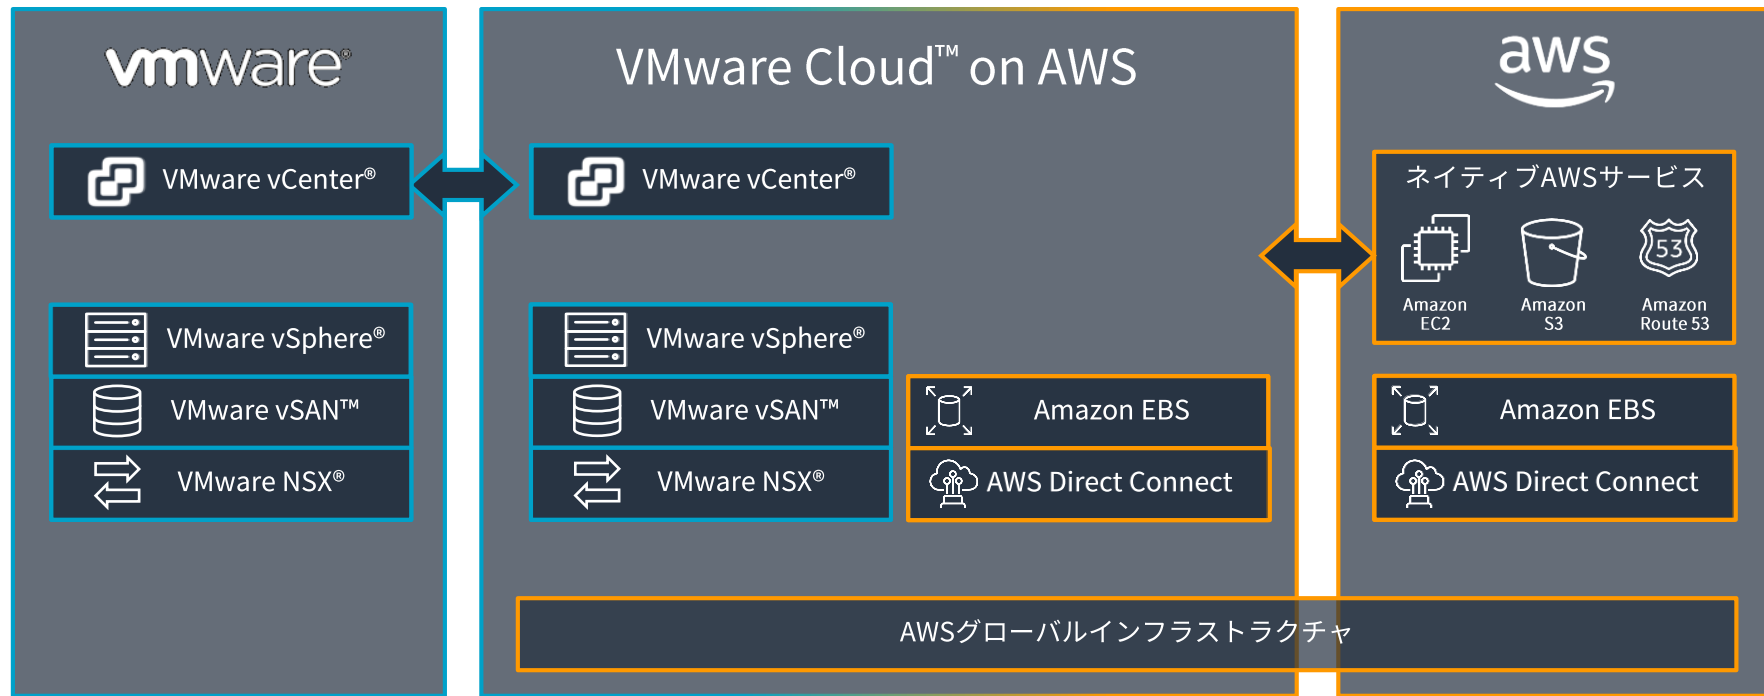 vmware®
VMware vCenter®
VMware vSphere®
VMware vSAN™
VMware NSX®
VMware Cloud™ on AWS
VMware vCenter®
VMware vSphere®
VMware vSAN™
VMware NSX®
Amazon EBS
AWS Direct Connect
aws
ネイティブAWSサービス
Amazon
EC2
Amazon
S3
53
Amazon
Route 53
Amazon EBS
AWS Direct Connect
AWSグローバルインフラストラクチャ